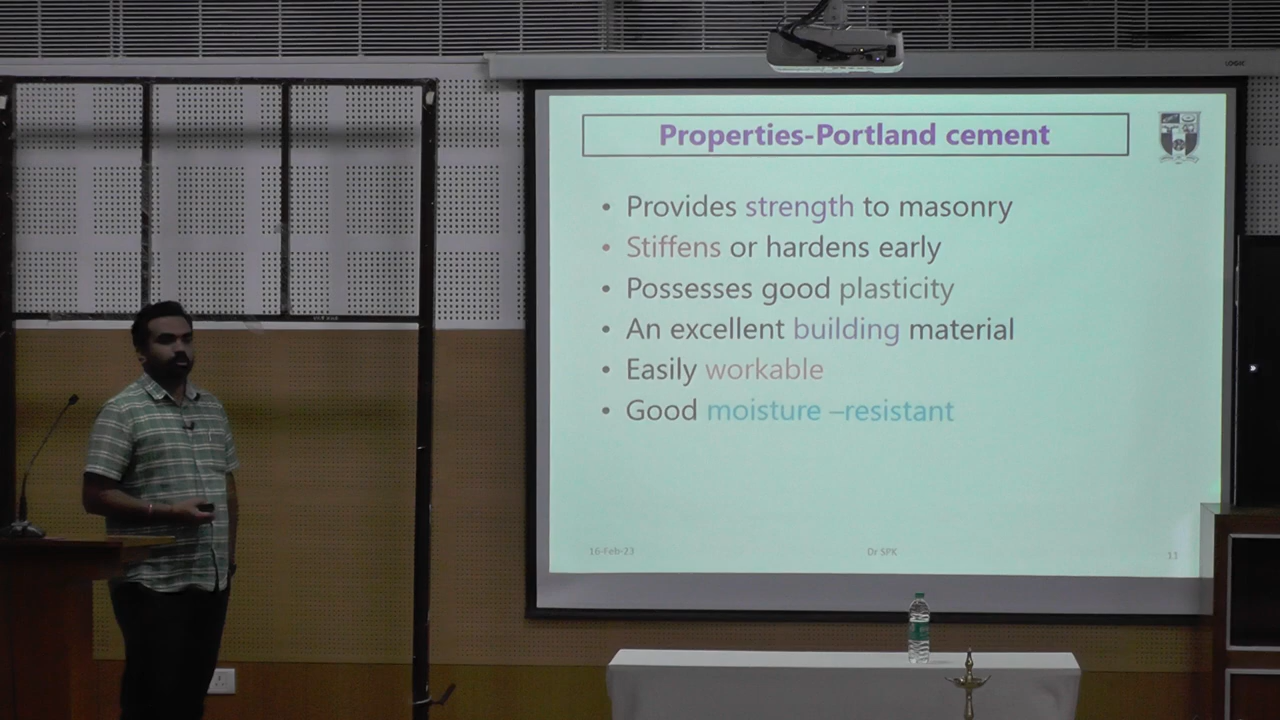 LOGIC
Properties-Portland cement
• Provides strength to masonry
• Stiffens or hardens early
• Possesses good plasticity
• An excellent building material
• Easily workable
• Good moisture –resistant
16-Feb-23
Dr SPK
11